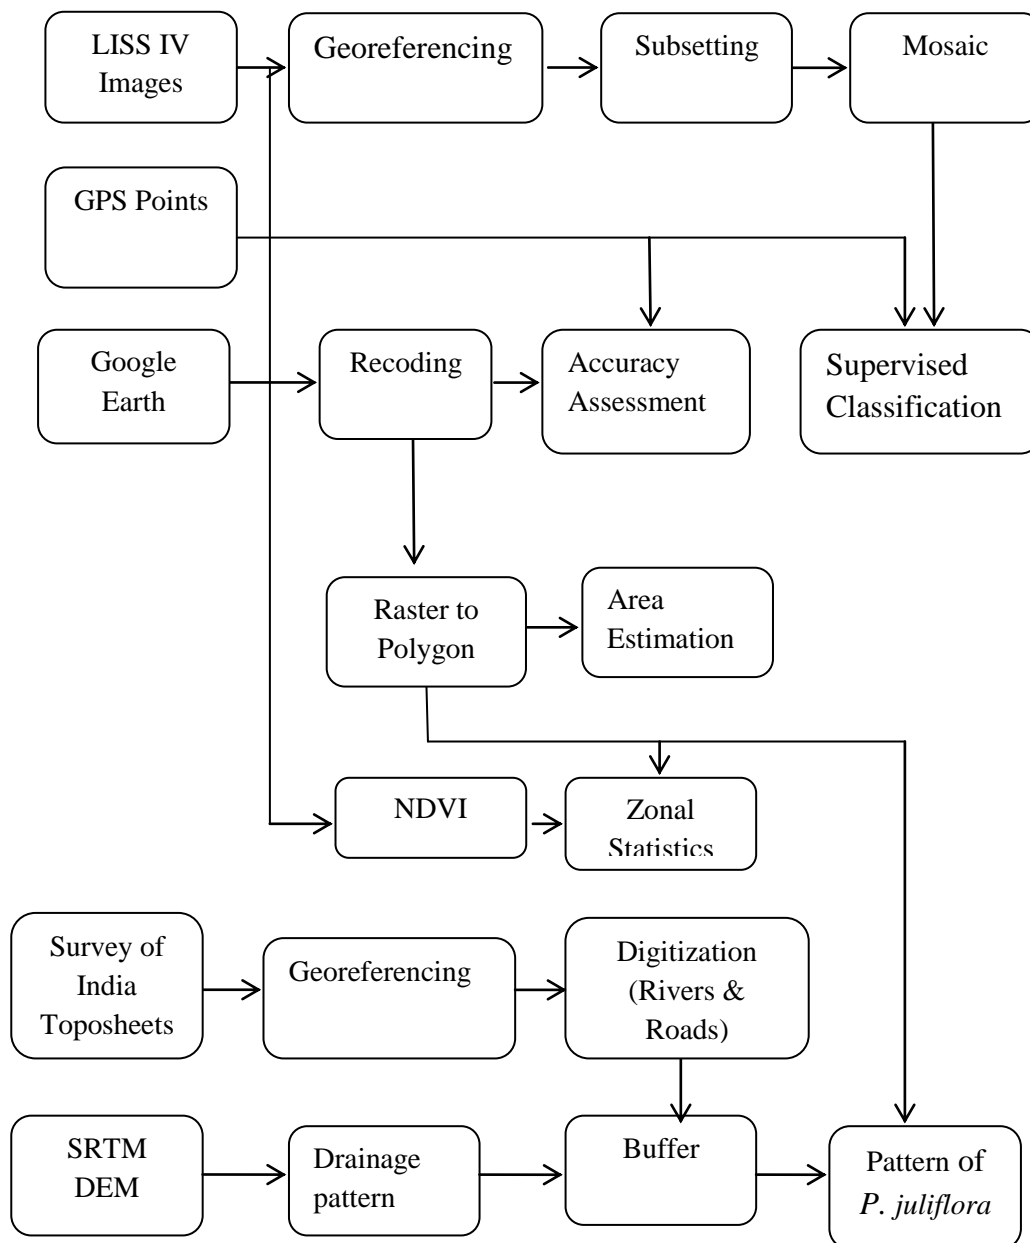 LISS IV
Images
Georeferencing
Subsetting
Mosaic
GPS Points
Google
Earth
Recoding
Accuracy
Assessment
Supervised
Classification
Raster to
Polygon
Area
Estimation
NDVI
Zonal
Statistics
Survey of
India
Toposheets
Georeferencing
Digitization
(Rivers &
Roads)
SRTM
DEM
Drainage
pattern
Buffer
Pattern of
P. juliflora